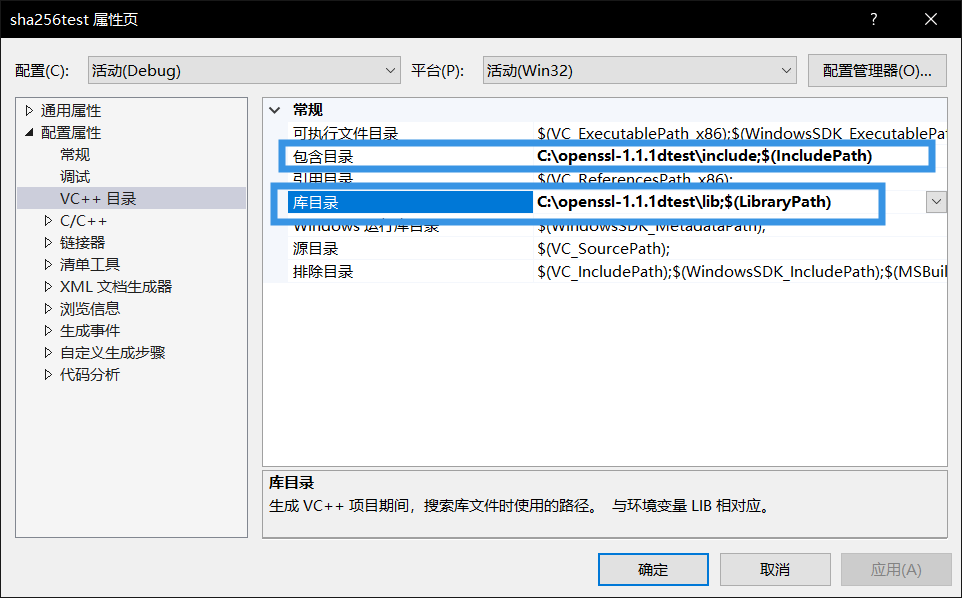 sha256test 属性页
配置(C): 活动(Debug) 平台(P): 活动(Win32) 配置管理器(O)...
通用属性
配置属性
常规
调试
VC++ 目录
C/C++
链接器
清单工具
XML 文档生成器
浏览信息
生成事件
自定义生成步骤
代码分析
常规
可执行文件目录 $(VC_ExecutablePath_x86);$(WindowsSDK_ExecutablePat
包含目录 C:\openssl-1.1.1dtest\include;$(IncludePath)
引用目录 $(VC_ReferencesPath_x86);
库目录 C:\openssl-1.1.1dtest\lib;$(LibraryPath)
Windows 运行库目录 $(WindowsSDK_MetadataPath);
源目录 $(VC_SourcePath);
排除目录 $(VC_IncludePath);$(WindowsSDK_IncludePath);$(MSBuil
库目录
生成 VC++ 项目期间，搜索库文件时使用的路径。 与环境变量 LIB 相对应。
确定 取消 应用(A)